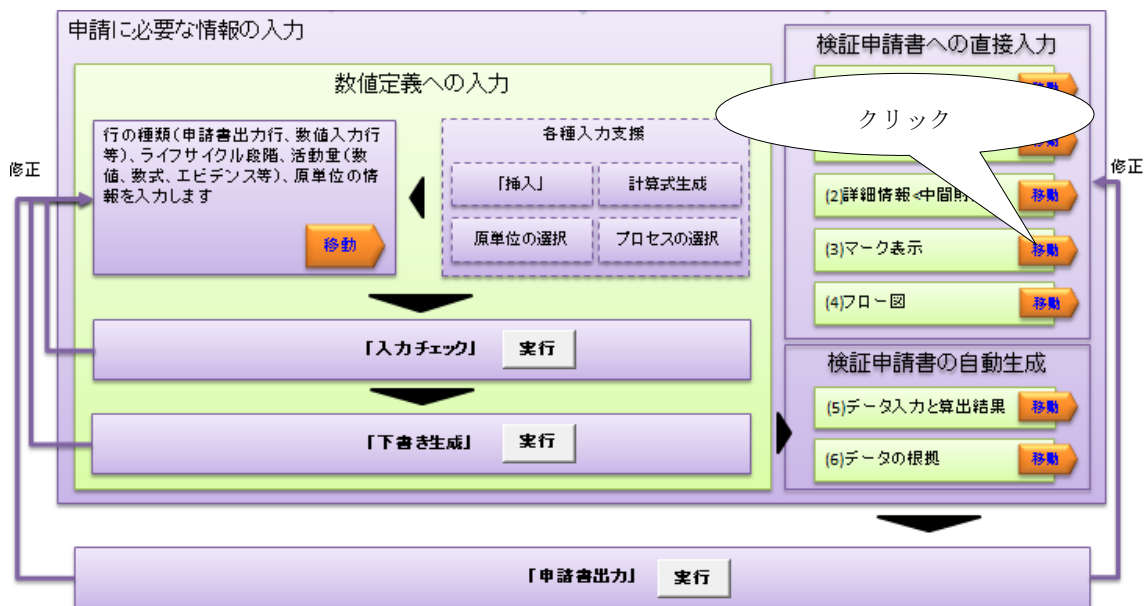 申請に必要な情報の入力
数値定義への入力
行の種類(申請書出力行、数値入力行
等)、ライフサイクル段階、活動量(数
値、数式、エビデンス等)、原単位の情
報を入力します
移動
各種入力支援
「挿入」
計算式生成
原単位の選択
プロセスの選択
「入力チェック」
実行
「下書き生成」
実行
検証申請書への直接入力
移動
クリック
移動
(2)詳細情報<中間財
移動
(3)マーク表示
移動
(4)フロー図
移動
検証申請書の自動生成
(5)データ入力と算出結果
移動
(6)データの根拠
移動
修正
修正
「申請書出力」
実行